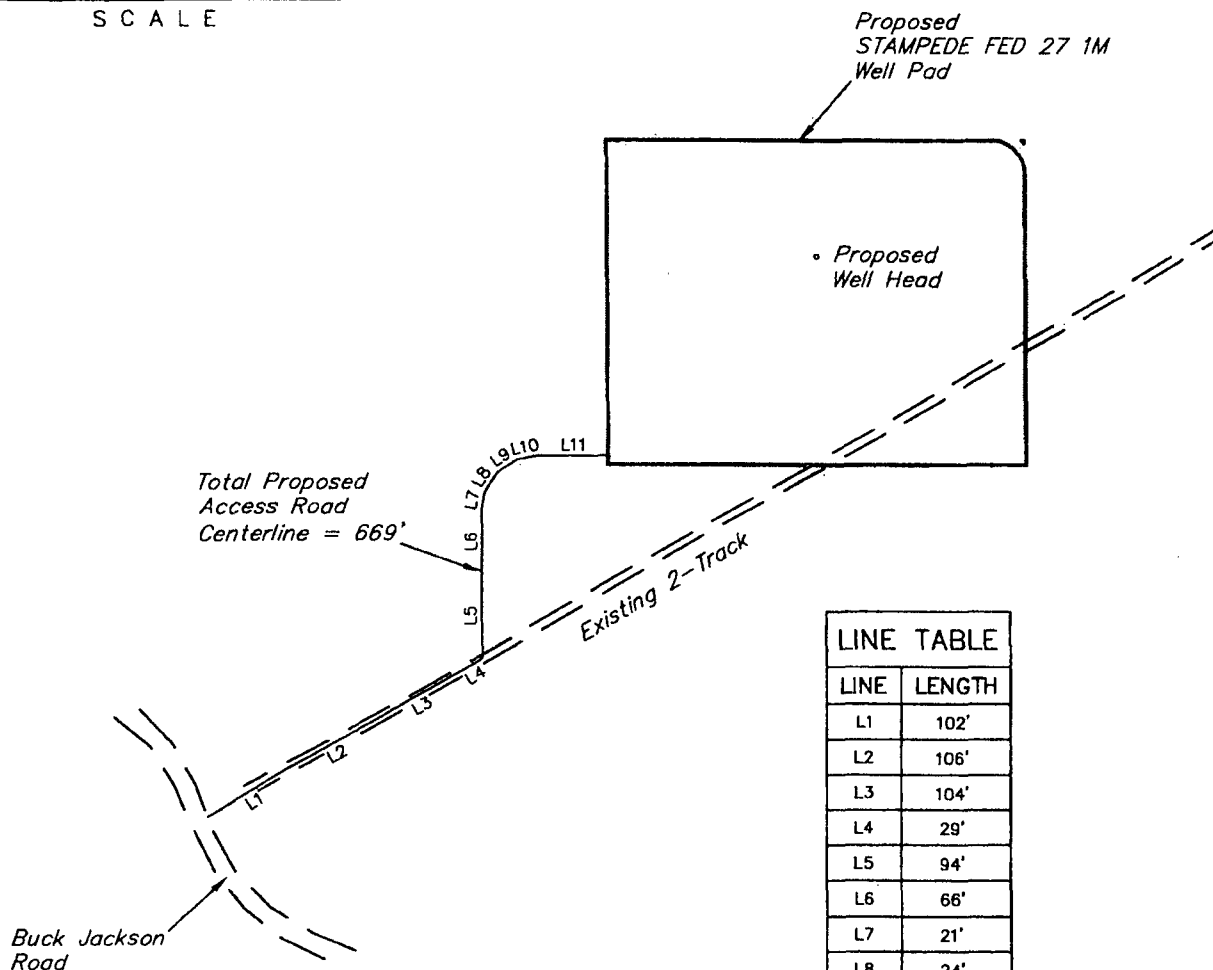 SCALE
Proposed
STAMPEDE FED 27 1M
Well Pad
Proposed
Well Head
L7 L8 L9 L10 L11
Total Proposed
Access Road
Centerline = 669'
L6
L5
Existing 2-Track
L4
L3
L2
L1
Buck Jackson
Road
LINE TABLE
LINE LENGTH
L1 102'
L2 106'
L3 104'
L4 29'
L5 94'
L6 66'
L7 21'
L8 24'